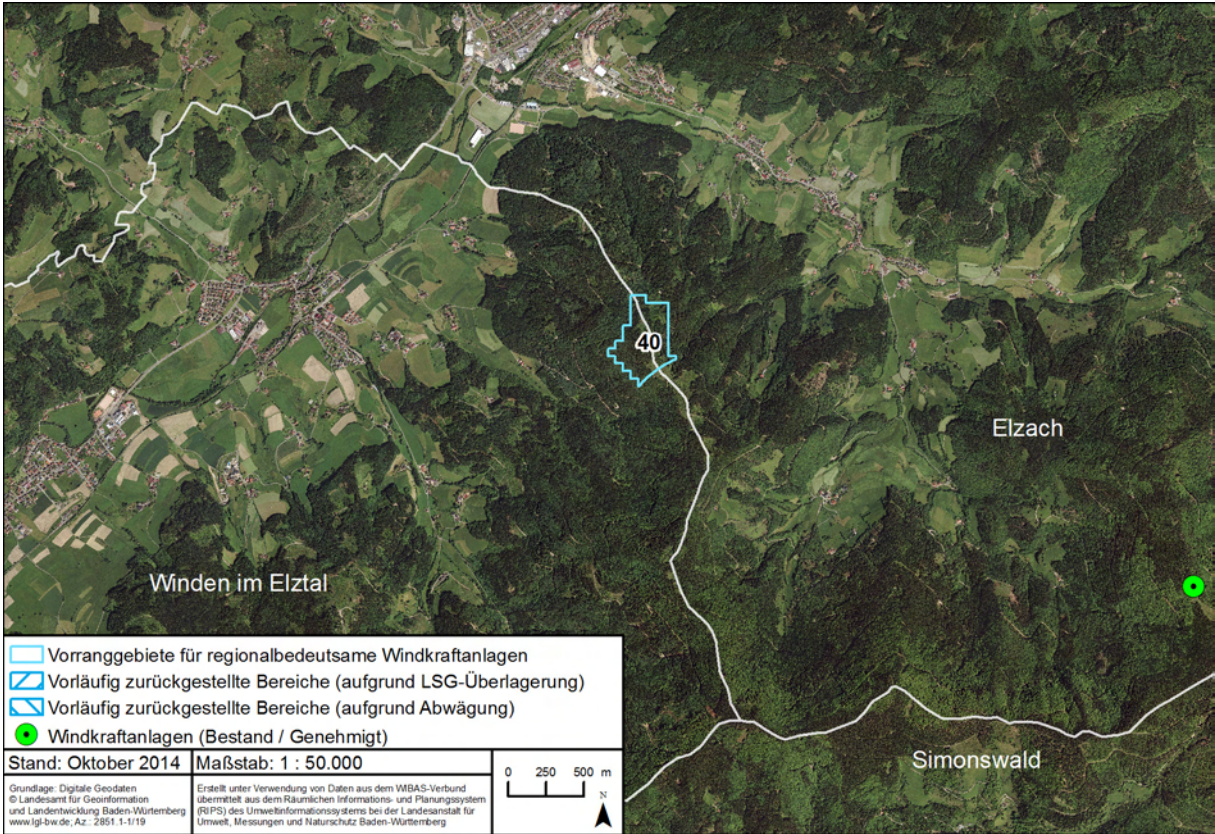 40
Elzach
Winden im Elztal
Simonswald
Vorranggebiete für regionalbedeutsame Windkraftanlagen
Vorläufig zurückgestellte Bereiche (aufgrund LSG-Überlagerung)
Vorläufig zurückgestellte Bereiche (aufgrund Abwägung)
Windkraftanlagen (Bestand / Genehmigt)
Stand: Oktober 2014
Maßstab: 1 : 50.000
Grundlage: Digitale Geodaten
© Landesamt für Geoinformation
und Landentwicklung Baden-Würtemberg
www.lgl-bw.de; Az.: 2851.1-1/19
Erstellt unter Verwendung von Daten aus dem WIBAS-Verbund
übermittelt aus dem Räumlichen Informations- und Planungssystem
(RIPS) des Umweltinformationssystems bei der Landesanstalt für
Umwelt, Messungen und Naturschutz Baden-Württemberg
0 250 500 m
N